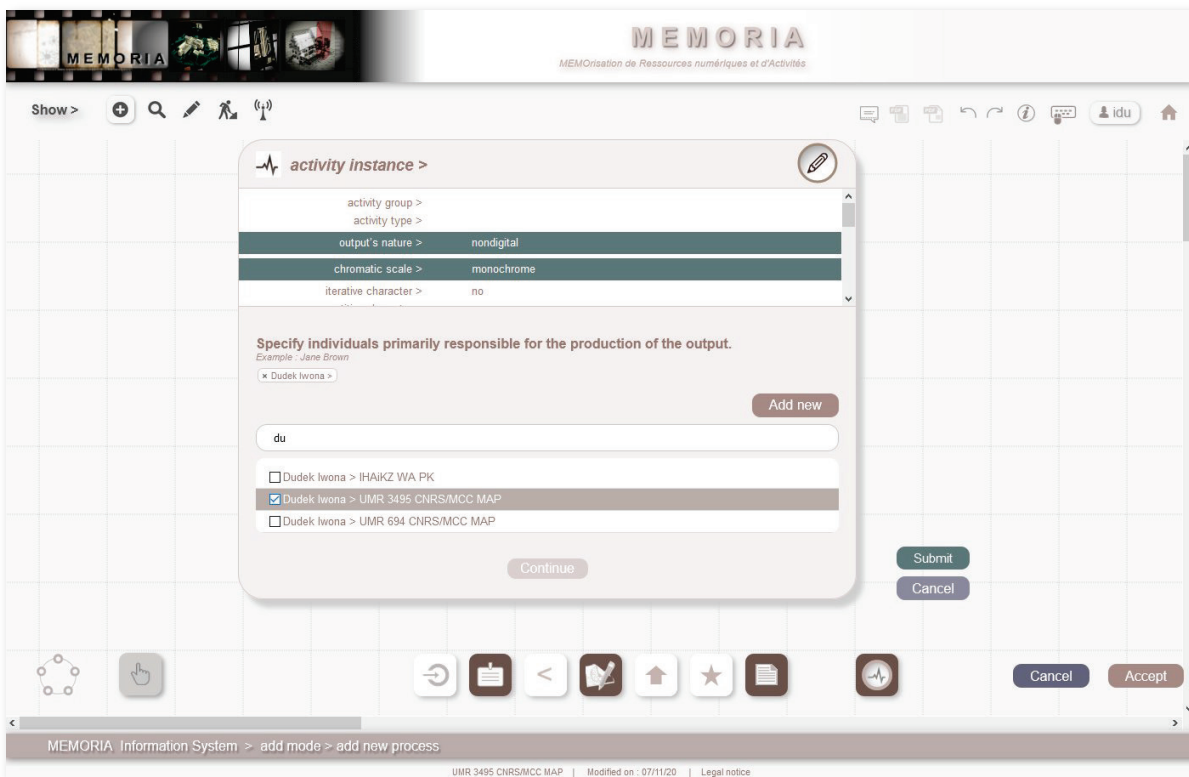 MEMORIA
MEMORIA
MEMOrisation de Ressources numériques et d'Activités
Show >
idu
activity instance >
activity group >
activity type >
output's nature > nondigital
chromatic scale > monochrome
iterative character > no
Specify individuals primarily responsible for the production of the output.
Example : Jane Brown
× Dudek Iwona >
Add new
du
Dudek Iwona > IHAiKZ WA PK
Dudek Iwona > UMR 3495 CNRS/MCC MAP
Dudek Iwona > UMR 694 CNRS/MCC MAP
Continue
Submit
Cancel
Cancel
Accept
MEMORIA Information System > add mode > add new process
UMR 3495 CNRS/MCC MAP | Modified on : 07/11/20 | Legal notice